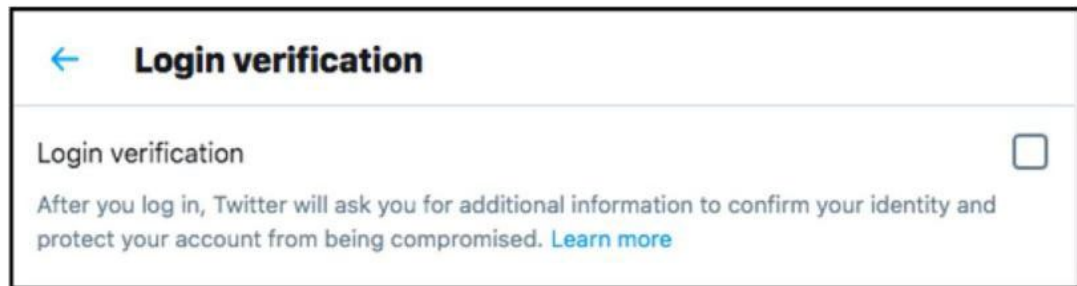 Login verification
Login verification
After you log in, Twitter will ask you for additional information to confirm your identity and
protect your account from being compromised. Learn more